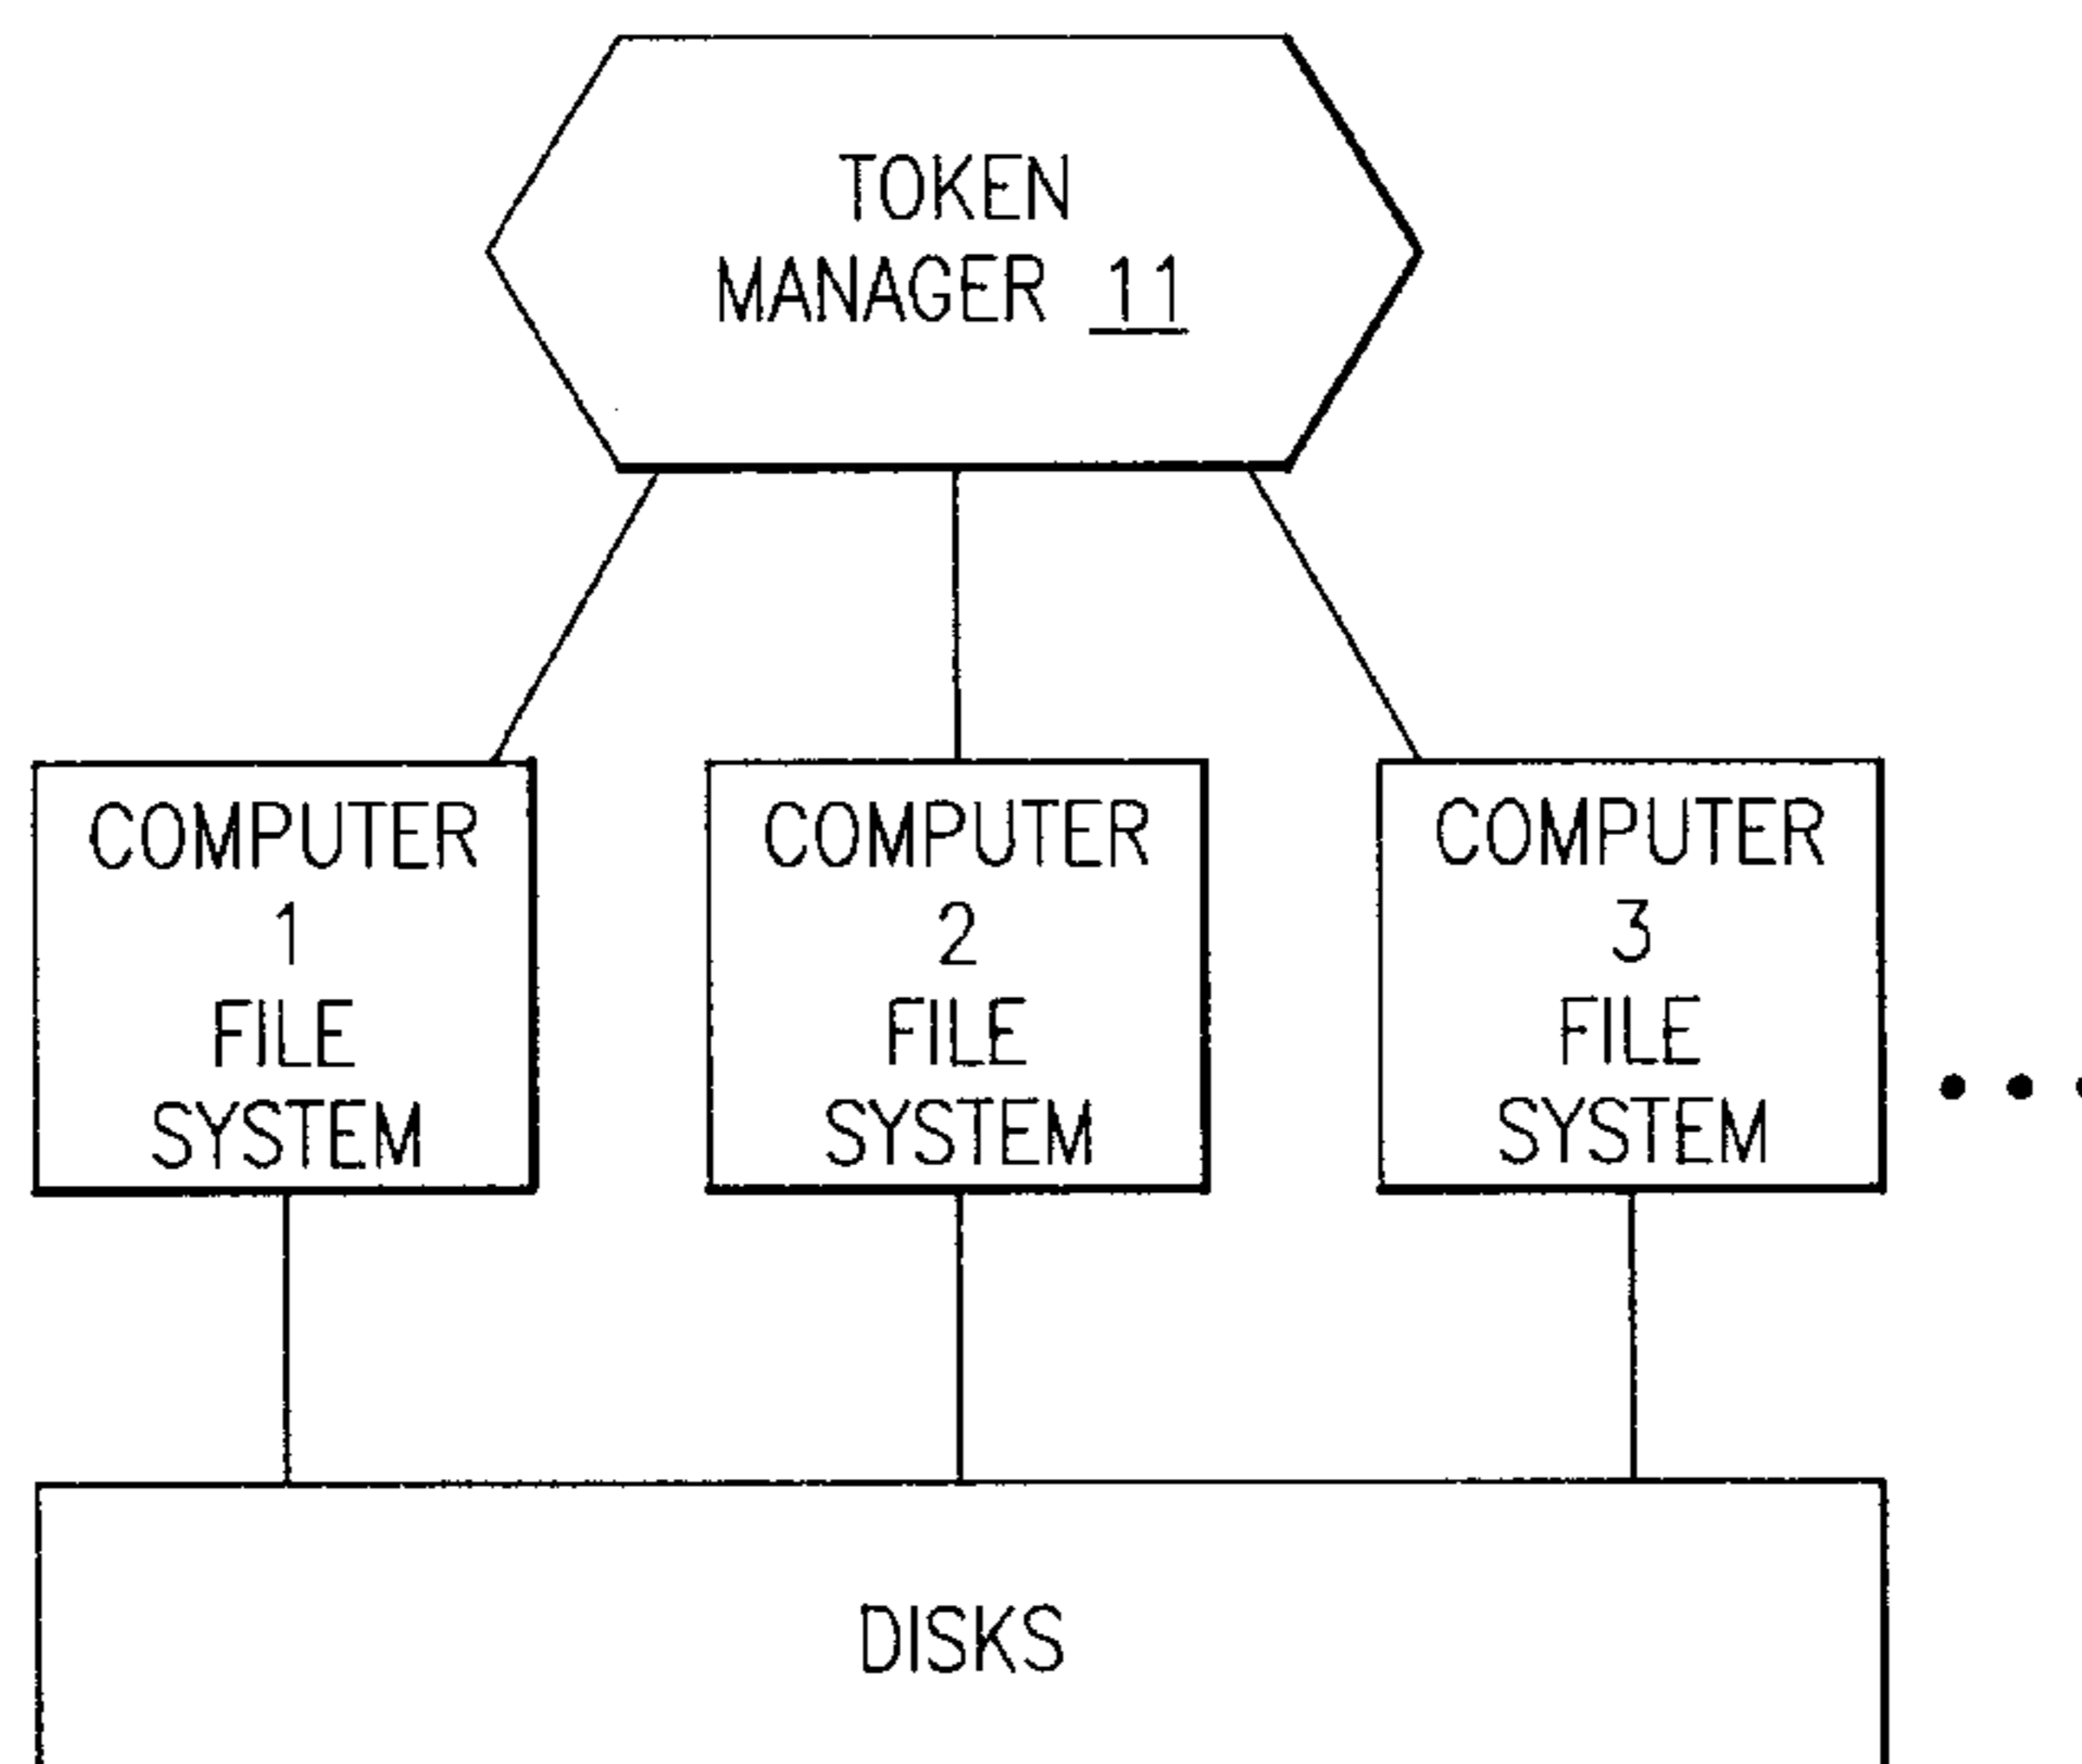 TOKEN
MANAGER 11
COMPUTER
1
FILE
SYSTEM
COMPUTER
2
FILE
SYSTEM
COMPUTER
3
FILE
SYSTEM
DISKS